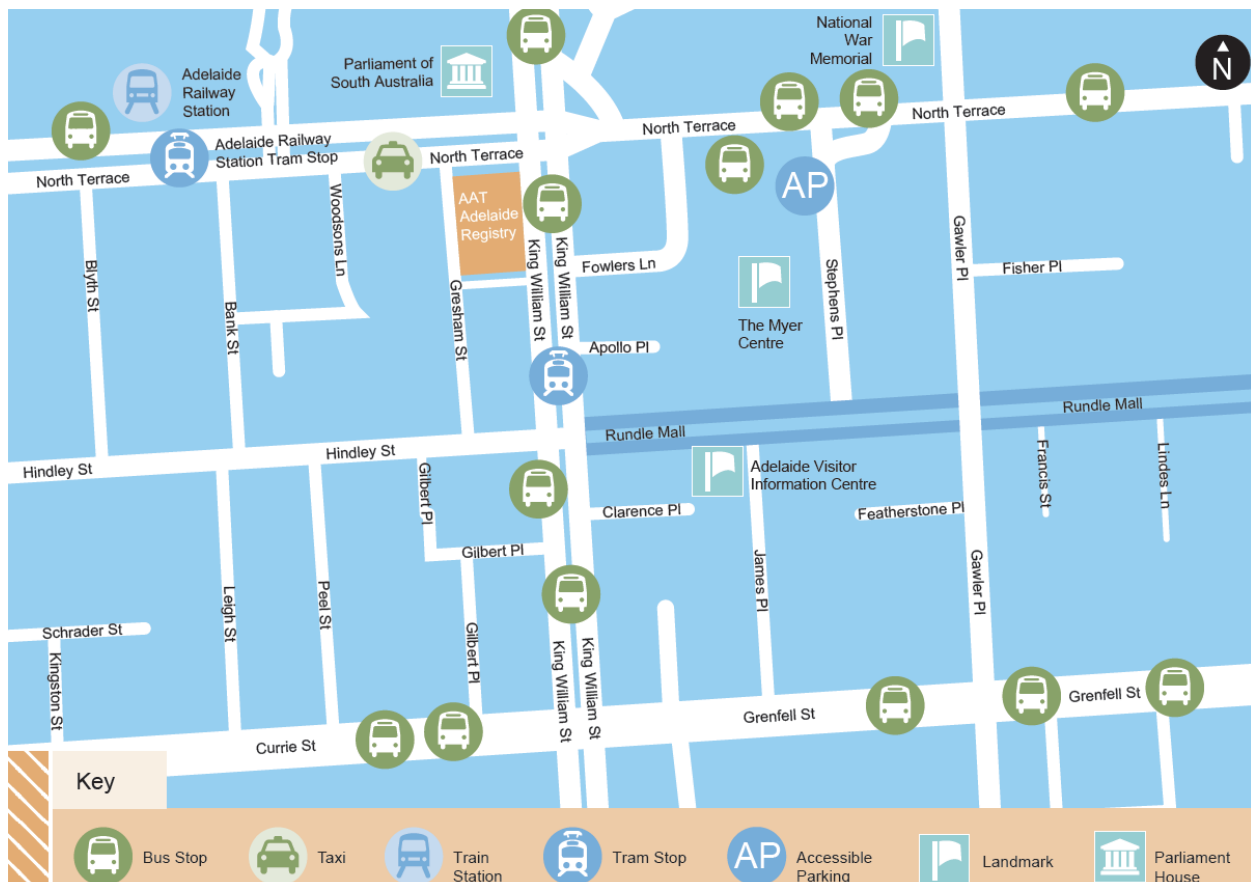 National
War
Memorial
Parliament of
South Australia
Adelaide
Railway
Station
N
North Terrace
North Terrace
Adelaide Railway
Station Tram Stop
North Terrace
North Terrace
AP
AAT
Adelaide
Registry
Woodsons Ln
Blyth St
Bank St
Gresham St
King William St
King William St
Fowlers Ln
Stephens Pl
Gawler Pl
Fisher Pl
The Myer
Centre
Apollo Pl
Rundle Mall
Rundle Mall
Hindley St
Hindley St
Gilbert Pl
Adelaide Visitor
Information Centre
Francis St
Lindes Ln
Clarence Pl
Featherstone Pl
Gilbert Pl
James Pl
Gawler Pl
Leigh St
Peel St
Gilbert Pl
Schrader St
Kingston St
King William St
King William St
Grenfell St
Grenfell St
Currie St
Key
Bus Stop
Taxi
Train
Station
Tram Stop
AP
Accessible
Parking
Landmark
Parliament
House